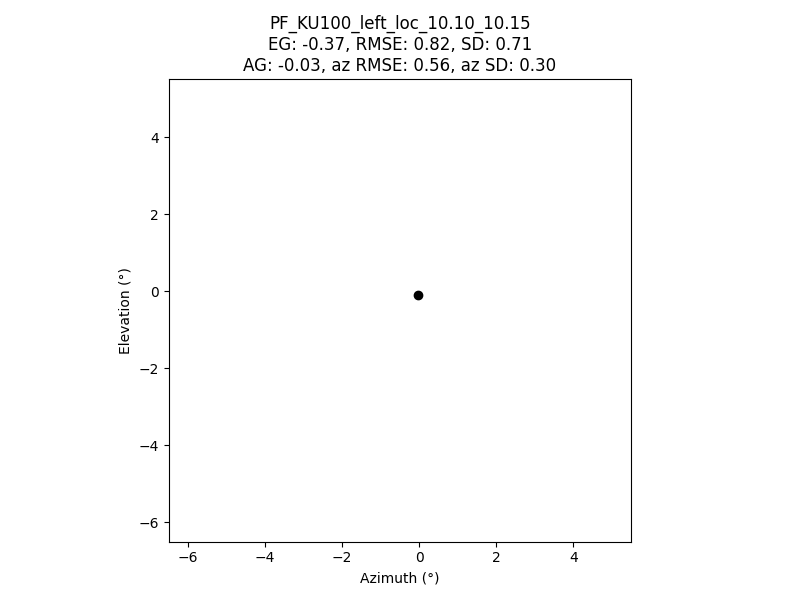 PF_KU100_left_loc_10.10_10.15
EG: -0.37, RMSE: 0.82, SD: 0.71
AG: -0.03, az RMSE: 0.56, az SD: 0.30
4
2
0
−2
−4
−6
Elevation (°)
−6 −4 −2 0 2 4
Azimuth (°)